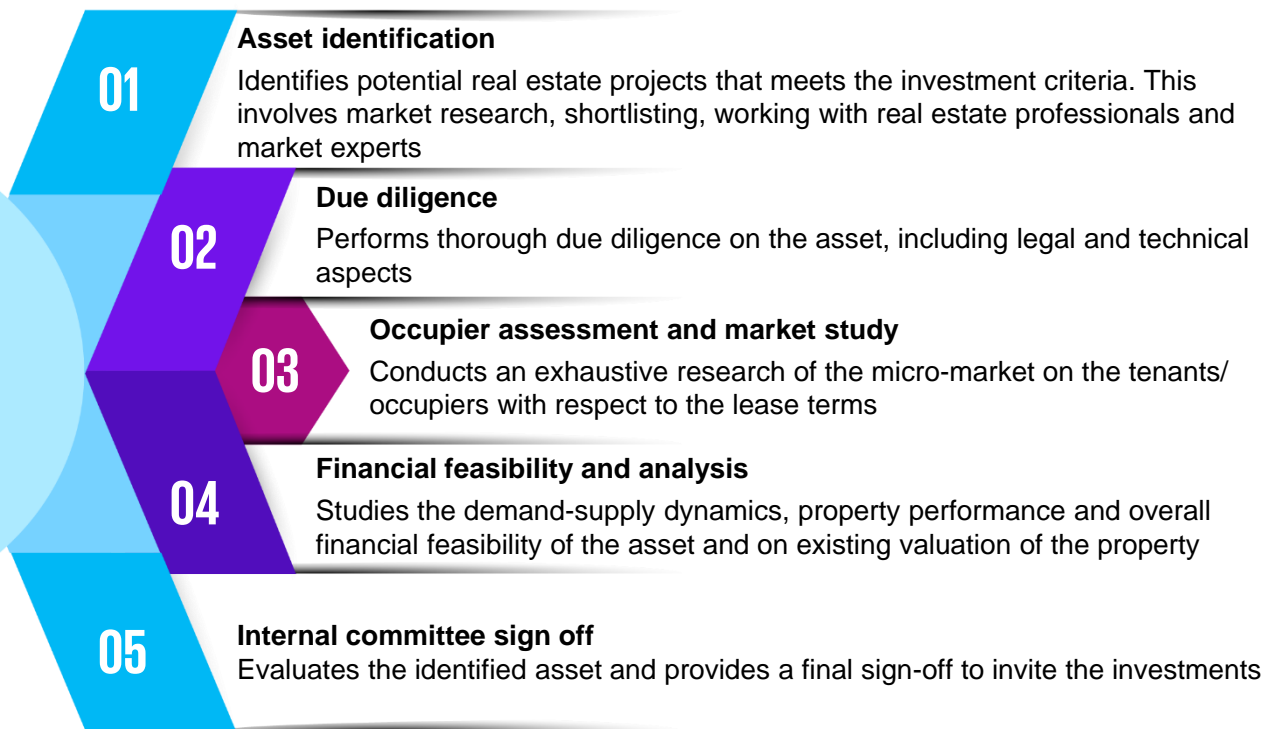 01
Asset identification
Identifies potential real estate projects that meets the investment criteria. This
involves market research, shortlisting, working with real estate professionals and
market experts
02
Due diligence
Performs thorough due diligence on the asset, including legal and technical
aspects
03
Occupier assessment and market study
Conducts an exhaustive research of the micro-market on the tenants/
occupiers with respect to the lease terms
04
Financial feasibility and analysis
Studies the demand-supply dynamics, property performance and overall
financial feasibility of the asset and on existing valuation of the property
05
Internal committee sign off
Evaluates the identified asset and provides a final sign-off to invite the investments